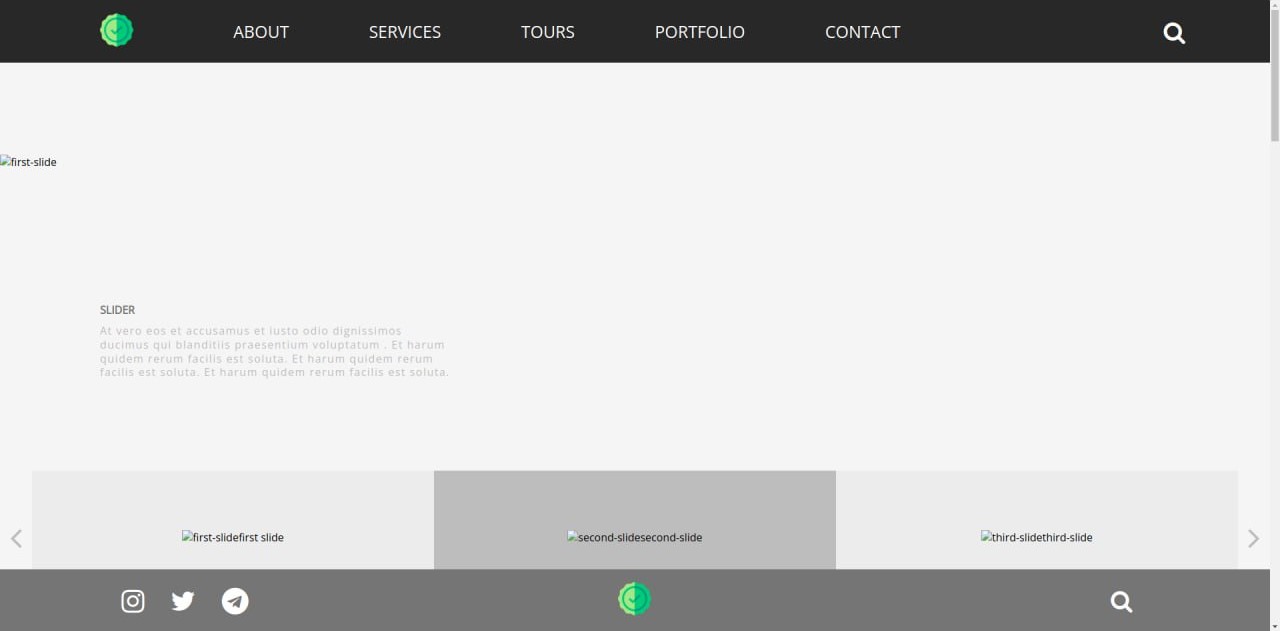 ABOUT SERVICES TOURS PORTFOLIO CONTACT
first-slide
SLIDER
At vero eos et accusamus et iusto odio dignissimos
ducimus qui blanditiis praesentium voluptatum . Et harum
quidem rerum facilis est soluta. Et harum quidem rerum
facilis est soluta. Et harum quidem rerum facilis est soluta.
first-slidefirst slide second-slidesecond-slide third-slidethird-slide